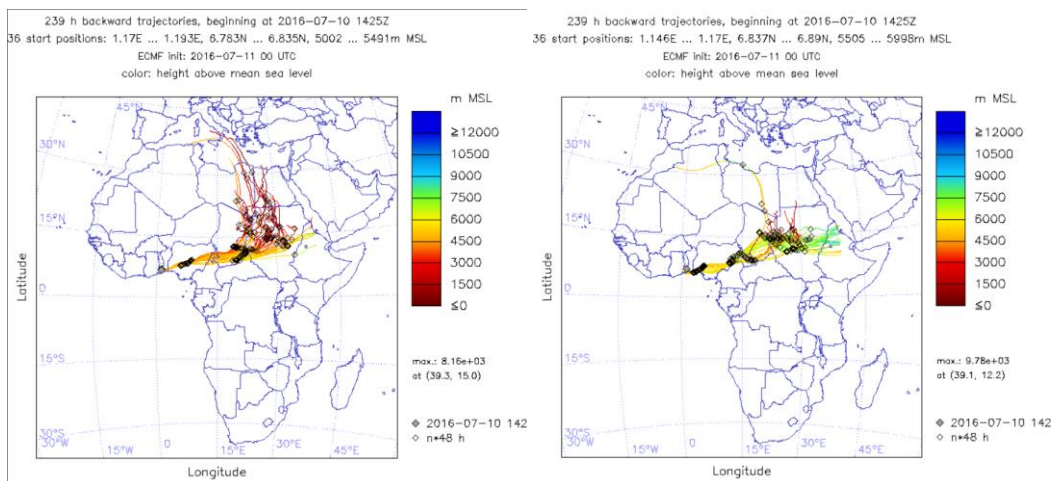 239 h backward trajectories, beginning at 2016-07-10 1425Z
36 start positions: 1.17E ... 1.193E, 6.783N ... 6.835N, 5002 ... 5491m MSL
ECMF init: 2016-07-11 00 UTC
color: height above mean sea level
m MSL
≥12000
10500
9000
7500
6000
4500
3000
1500
≤0
45°N
30°N
15°N
0
15°S
30°S
30°W
15°W
0
15°E
30°E
45°E
Latitude
Longitude
max.: 8.16e+03
at (39.3, 15.0)
2016-07-10 142
n*48 h
239 h backward trajectories, beginning at 2016-07-10 1425Z
36 start positions: 1.146E ... 1.17E, 6.837N ... 6.89N, 5505 ... 5998m MSL
ECMF init: 2016-07-11 00 UTC
color: height above mean sea level
m MSL
≥12000
10500
9000
7500
6000
4500
3000
1500
≤0
45°N
30°N
15°N
0
15°S
30°S
30°W
15°W
0
15°E
30°E
45°E
Latitude
Longitude
max.: 9.78e+03
at (39.1, 12.2)
2016-07-10 142
n*48 h